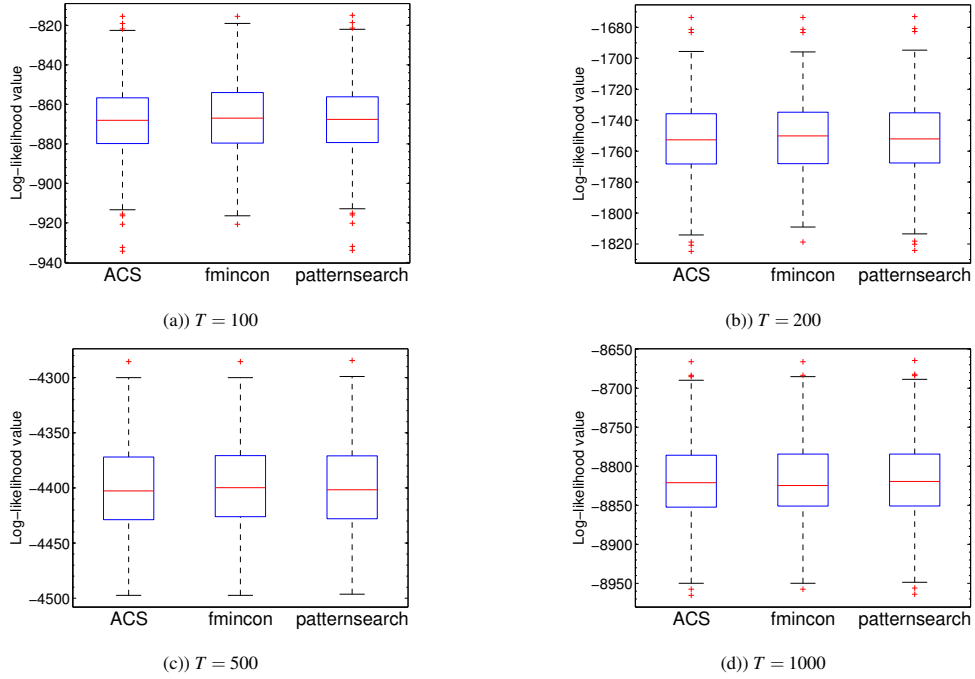 Log−likelihood value
−820
−840
−860
−880
−900
−920
−940
ACS fmincon patternsearch
(a)) T = 100
Log−likelihood value
−1680
−1700
−1720
−1740
−1760
−1780
−1800
−1820
ACS fmincon patternsearch
(b)) T = 200
Log−likelihood value
−4300
−4350
−4400
−4450
−4500
ACS fmincon patternsearch
(c)) T = 500
Log−likelihood value
−8650
−8700
−8750
−8800
−8850
−8900
−8950
ACS fmincon patternsearch
(d)) T = 1000